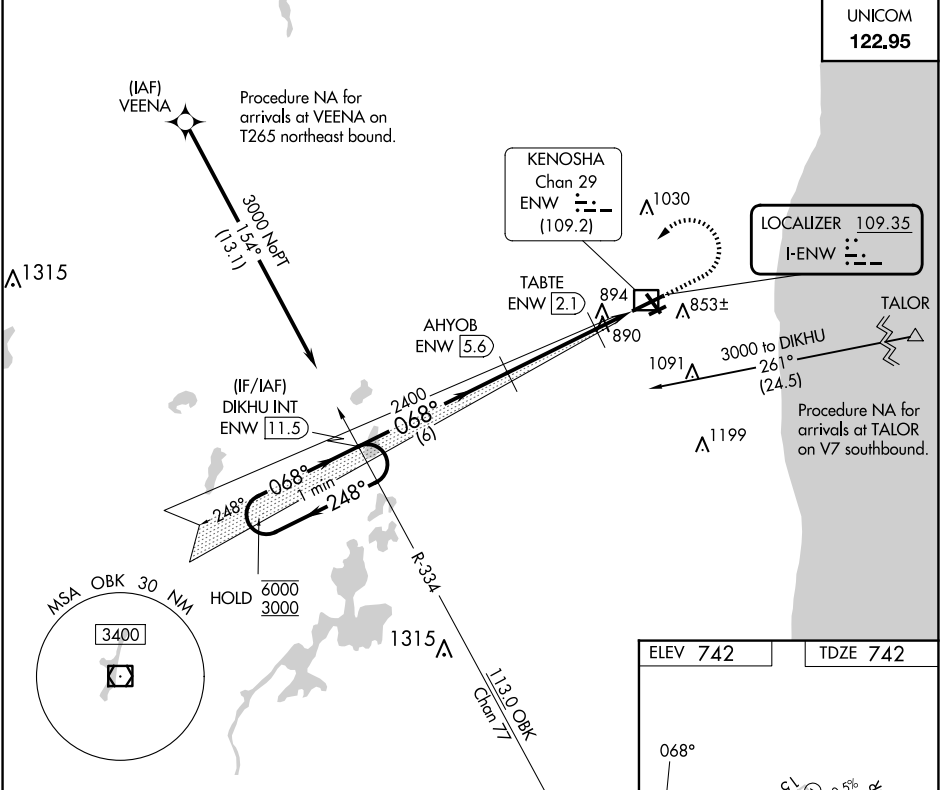 UNICOM
122.95
(IAF)
VEENA
Procedure NA for
arrivals at VEENA on
T265 northeast bound.
3000 NoPT
154°
(13.1)
KENOSHA
Chan 29
ENW
(109.2)
1030
LOCALIZER 109.35
I-ENW
1315
TABTE
ENW 2.1
894
890
853±
TALOR
AHYOB
ENW 5.6
1091
3000 to DIKHU
261°
(24.5)
(IF/IAF)
DIKHU INT
ENW 11.5
2400
068°
(6)
Procedure NA for
arrivals at TALOR
on V7 southbound.
1199
248°
068°
1 min
248°
R-334
HOLD 6000
3000
MSA OBK 30 NM
3400
1315
113.0 OBK
Chan 77
ELEV 742
TDZE 742
068°